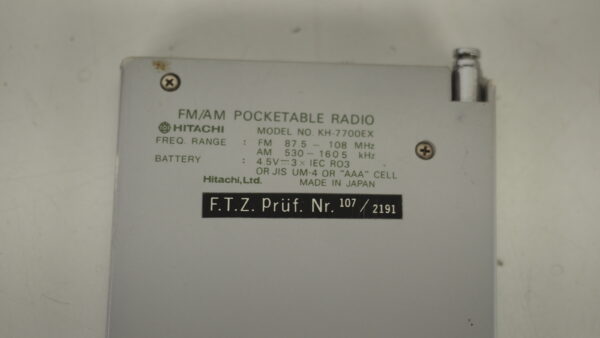 FM/AM POCKETABLE RADIO
HITACHI MODEL NO. KH-7700EX
FREQ. RANGE : FM 87.5 - 108 MHz
AM 530 - 1605 kHz
BATTERY : 4.5V⎓3× IEC R03
OR JIS UM-4 OR "AAA" CELL
Hitachi, Ltd. MADE IN JAPAN
F.T.Z. Prüf. Nr. 107/2191